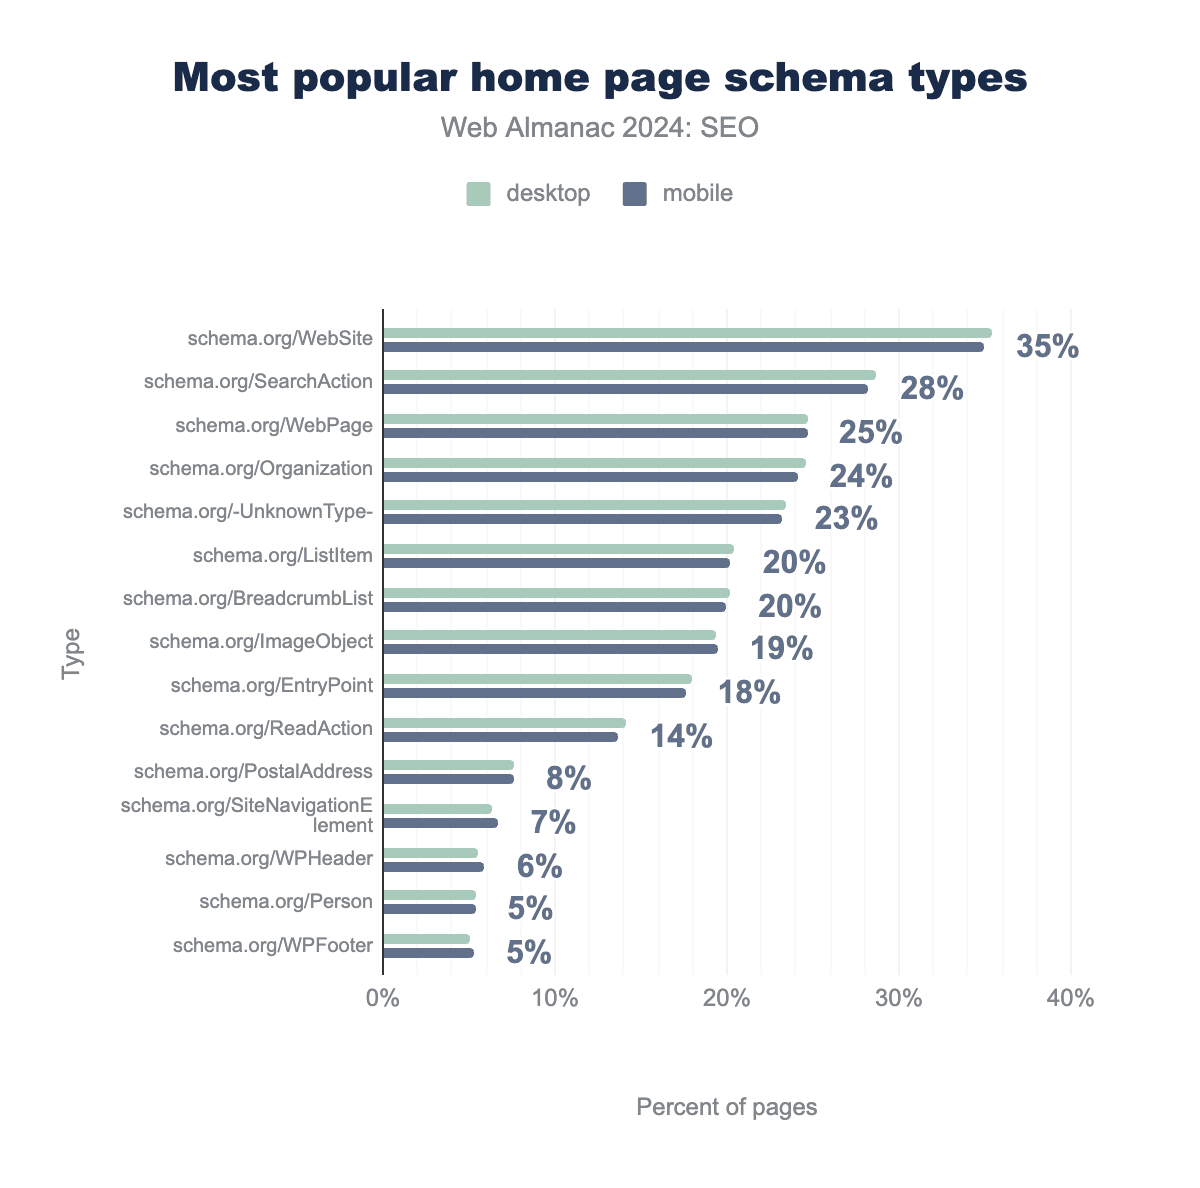 Most popular home page schema types
Web Almanac 2024: SEO
desktop
mobile
Type
schema.org/WebSite
35%
schema.org/SearchAction
28%
schema.org/WebPage
25%
schema.org/Organization
24%
schema.org/-UnknownType-
23%
schema.org/ListItem
20%
schema.org/BreadcrumbList
20%
schema.org/ImageObject
19%
schema.org/EntryPoint
18%
schema.org/ReadAction
14%
schema.org/PostalAddress
8%
schema.org/SiteNavigationE
lement
7%
schema.org/WPHeader
6%
schema.org/Person
5%
schema.org/WPFooter
5%
0%
10%
20%
30%
40%
Percent of pages